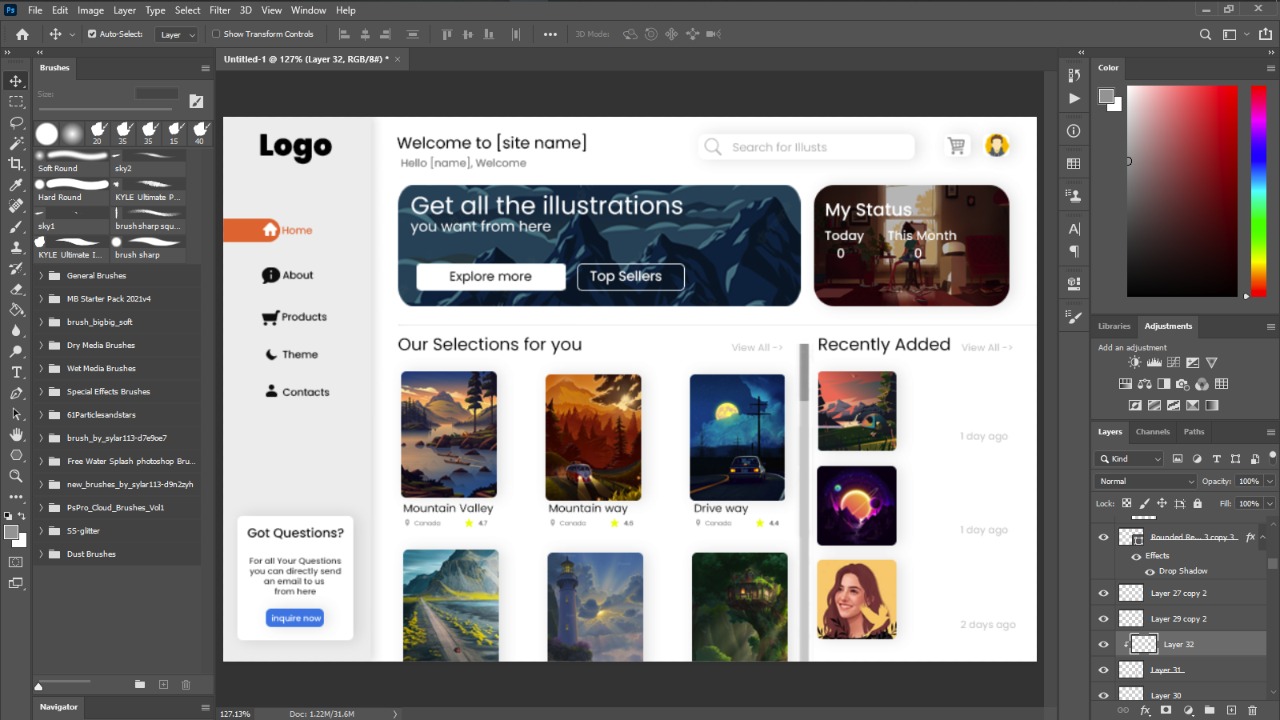 File Edit Image Layer Type Select Filter 3D View Window Help
Auto-Select: Layer Show Transform Controls 3D Mode:
Brushes
Untitled-1 @ 127% (Layer 32, RGB/8#) * ×
Color
Size:
20 25 35 15 40
Soft Round sky2
Hard Round KYLE Ultimate P...
sky1 brush sharp squ...
KYLE Ultimate I... brush sharp
General Brushes
MB Starter Pack 2021v4
brush_bigbig_soft
Dry Media Brushes
Wet Media Brushes
Special Effects Brushes
61Particlesandstars
brush_by_sylar113-d7e9oe7
Free Water Splash photoshop Bru...
new_brushes_by_sylar113-d9n2zyh
PsPro_Cloud_Brushes_Vol1
SS-glitter
Dust Brushes
Navigator
Logo
Home
About
Products
Theme
Contacts
Got Questions?
For all Your Questions
you can directly send
an email to us
from here
inquire now
Welcome to [site name]
Hello [name], Welcome
Search for Illusts
Get all the illustrations
you want from here
Explore more Top Sellers
My Status
Today This Month
0 0
Our Selections for you View All ->
Mountain Valley Mountain way Drive way
Canada 4.7 Canada 4.6 Canada 4.4
Recently Added View All ->
1 day ago
1 day ago
2 days ago
127.13% Doc: 1.22M/31.6M
Libraries Adjustments
Add an adjustment
Layers Channels Paths
Kind
Normal Opacity: 100%
Lock: Fill: 100%
Rounded Re... 3 copy 3 fx
Effects
Drop Shadow
Layer 27 copy 2
Layer 29 copy 2
Layer 32
Layer 31
Layer 30